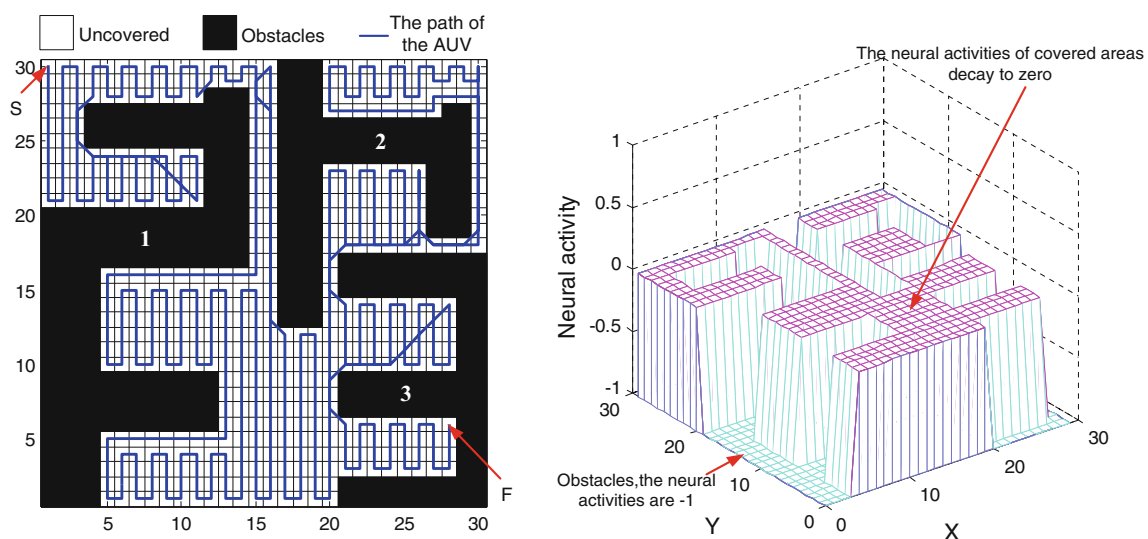 Uncovered
Obstacles
The path of
the AUV
30
25
20
15
10
5
5
10
15
20
25
30
S
F
1
2
3
The neural activities of covered areas
decay to zero
Neural activity
1
0.5
0
-0.5
-1
30
20
10
0
Y
0
10
20
30
X
Obstacles,the neural
activities are -1